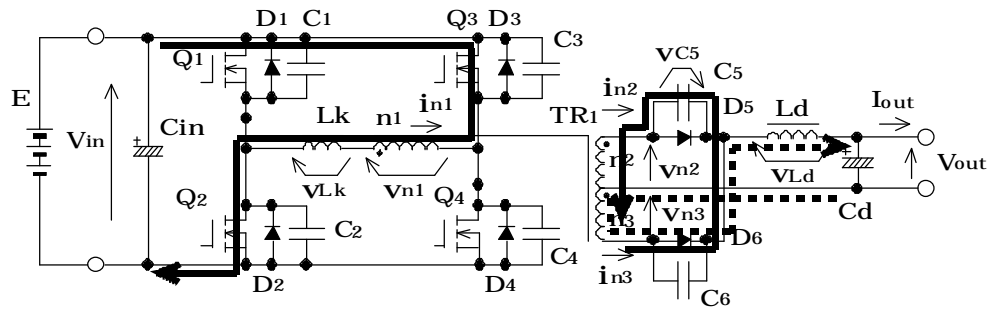 D1 C1 Q3 D3
C3
Q1
VC5
C5
E
in1
in2
D5
Vin
Cin
Lk n1
TR1
Ld
Iout
+
n2
+
VLk Vn1
Vn2
VLd
Vout
Q2
Q4
n3
Vn3
Cd
C2
D6
C4
in3
D2
D4
C6